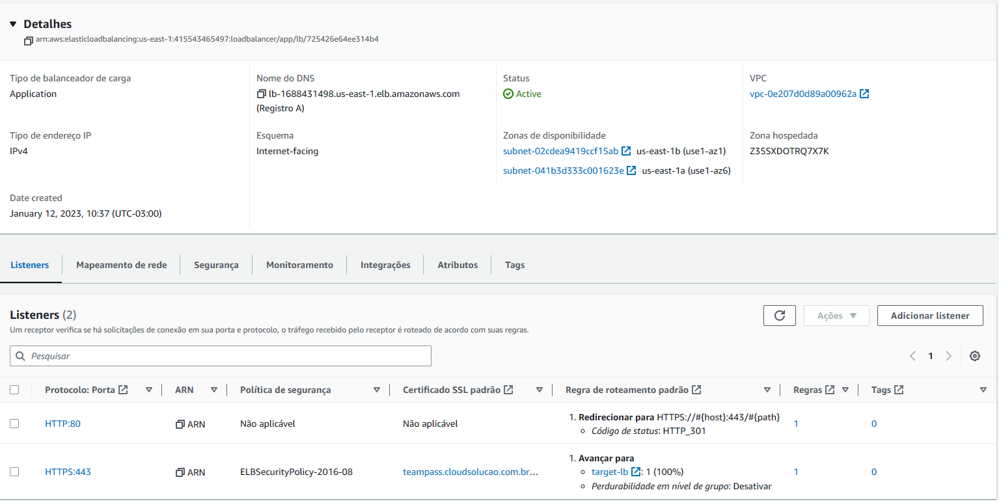 Detalhes
arn:aws:elasticloadbalancing:us-east-1:415543465497:loadbalancer/app/lb/725426e64ee314b4
Tipo de balanceador de carga
Application
Nome do DNS
lb-1688431498.us-east-1.elb.amazonaws.com
(Registro A)
Status
Active
VPC
vpc-0e207d0d89a00962a
Tipo de endereço IP
IPv4
Esquema
Internet-facing
Zonas de disponibilidade
subnet-02cdea9419ccf15ab us-east-1b (use1-az1)
subnet-041b3d333c001623e us-east-1a (use1-az6)
Zona hospedada
Z35SXDOTRQ7X7K
Date created
January 12, 2023, 10:37 (UTC-03:00)
Listeners Mapeamento de rede Segurança Monitoramento Integrações Atributos Tags
Listeners (2)
Um receptor verifica se há solicitações de conexão em sua porta e protocolo, o tráfego recebido pelo receptor é roteado de acordo com suas regras.
Ações
Adicionar listener
Pesquisar
1
Protocolo: Porta ARN Política de segurança Certificado SSL padrão Regra de roteamento padrão Regras Tags
HTTP:80 ARN Não aplicável Não aplicável
1. Redirecionar para HTTPS://#{host}:443/#{path}
Código de status: HTTP_301
1 0
HTTPS:443 ARN ELBSecurityPolicy-2016-08 teampass.cloudsolucao.com.br...
1. Avançar para
target-lb : 1 (100%)
Perdurabilidade em nível de grupo: Desativar
1 0